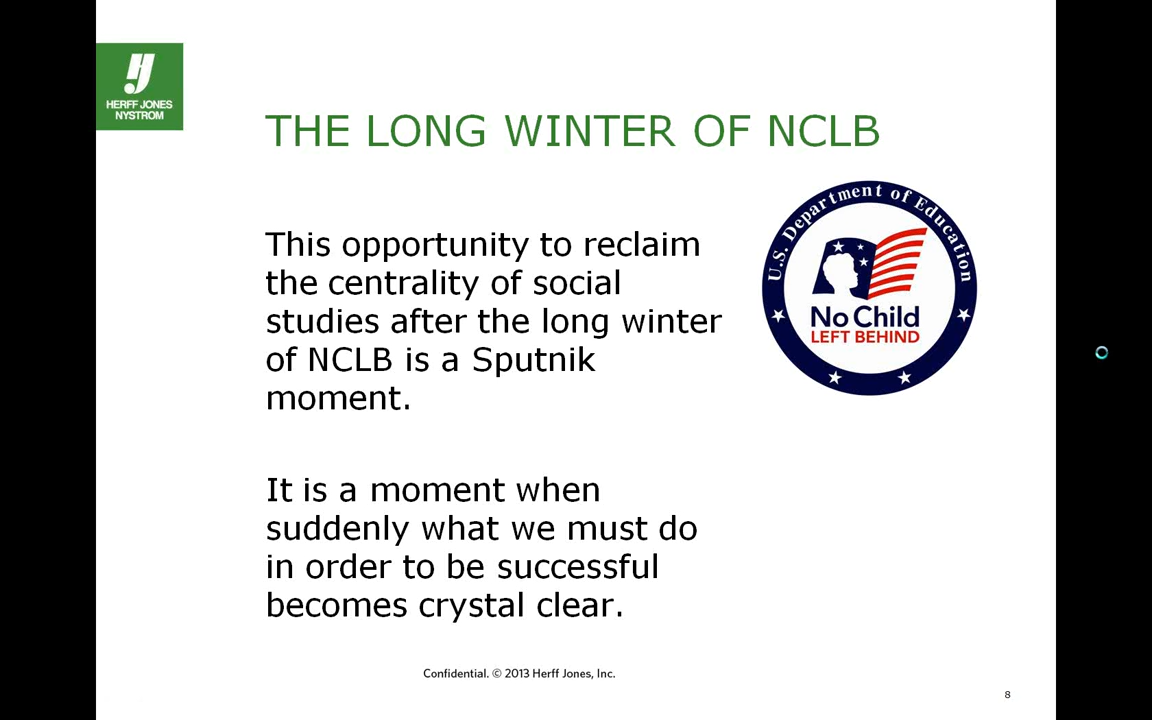 HERFF JONES
NYSTROM
THE LONG WINTER OF NCLB
This opportunity to reclaim
the centrality of social
studies after the long winter
of NCLB is a Sputnik
moment.
U.S. Department of Education
No Child
LEFT BEHIND
It is a moment when
suddenly what we must do
in order to be successful
becomes crystal clear.
Confidential. © 2013 Herff Jones, Inc.
8